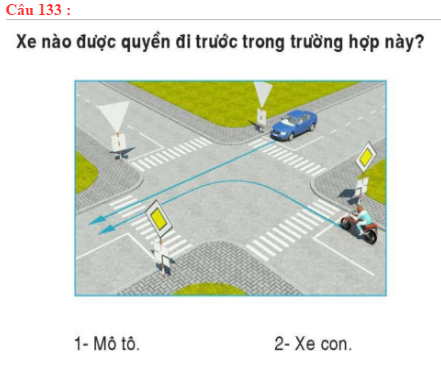 Câu 133 :
Xe nào được quyền đi trước trong trường hợp này?
1- Mô tô.
2- Xe con.